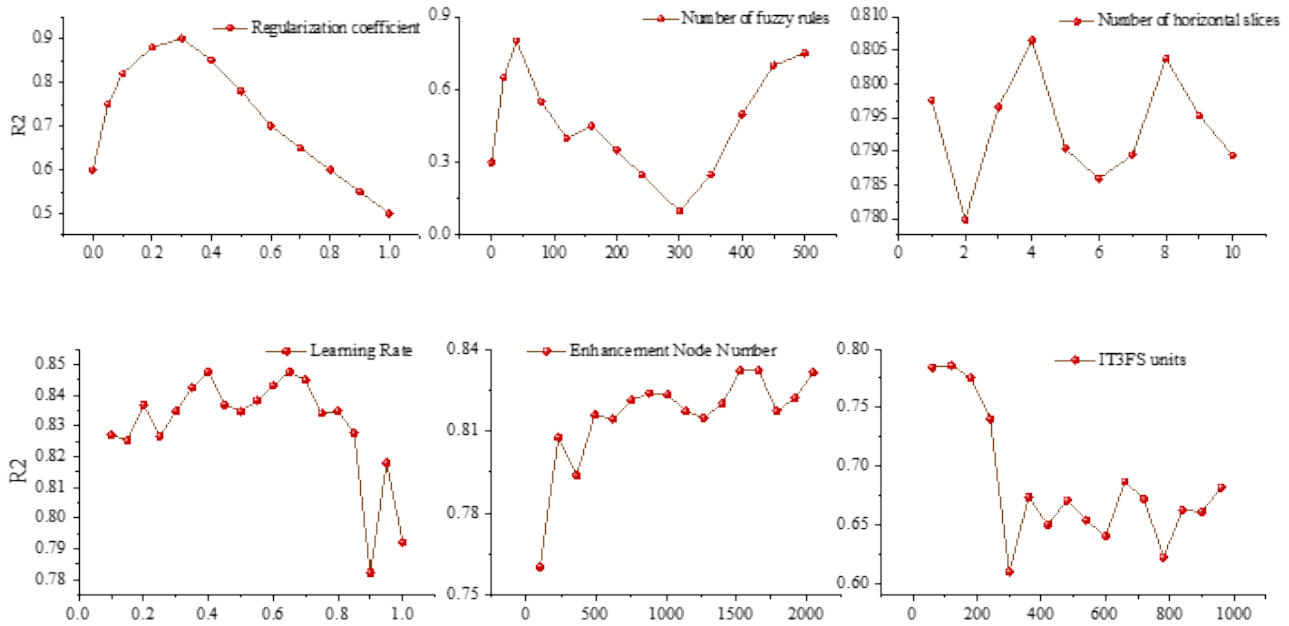 Regularization coefficient
R2
0.9
0.8
0.7
0.6
0.5
0.0 0.2 0.4 0.6 0.8 1.0
Number of fuzzy rules
0.9
0.6
0.3
0.0
0 100 200 300 400 500
Number of horizontal slices
0.810
0.805
0.800
0.795
0.790
0.785
0.780
0 2 4 6 8 10
Learning Rate
R2
0.85
0.84
0.83
0.82
0.81
0.80
0.79
0.78
0.0 0.2 0.4 0.6 0.8 1.0
Enhancement Node Number
0.84
0.81
0.78
0.75
0 500 1000 1500 2000
IT3FS units
0.80
0.75
0.70
0.65
0.60
0 200 400 600 800 1000